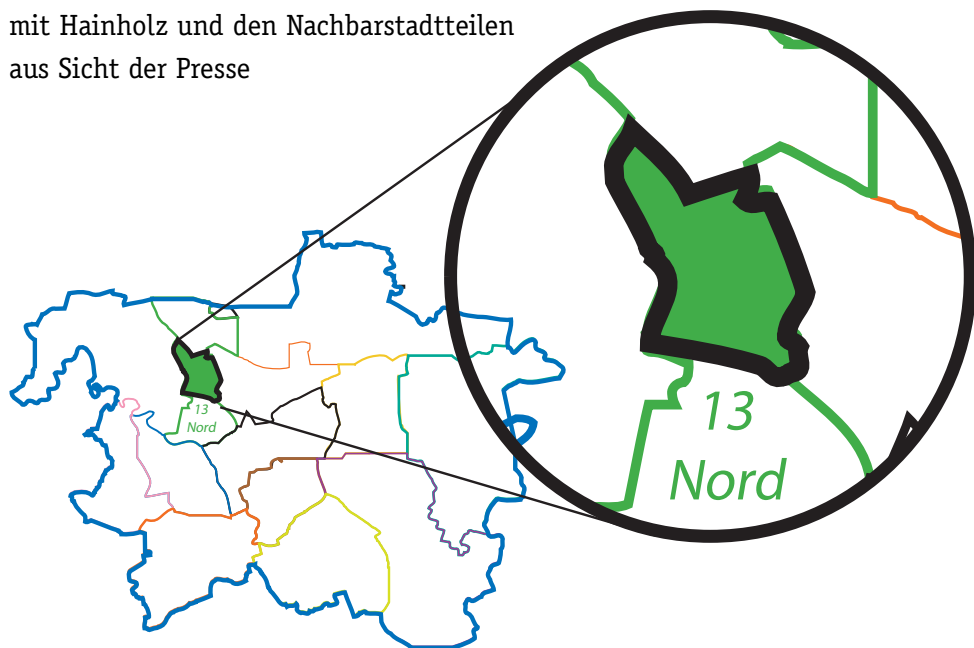 mit Hainholz und den Nachbarstadtteilen
aus Sicht der Presse
13
Nord
13
Nord